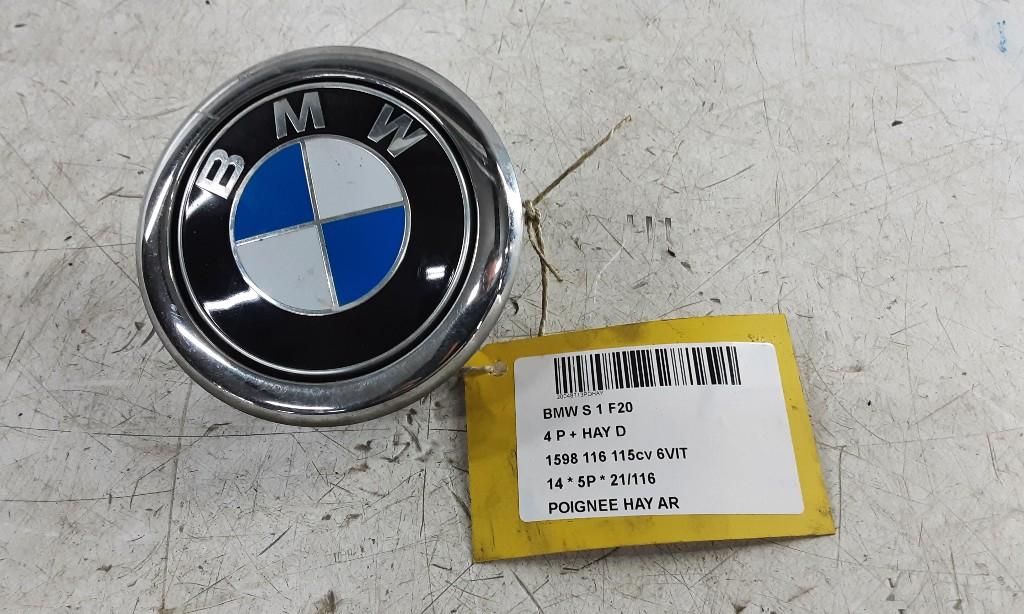 BMW
BMW S 1 F20
4 P + HAY D
1598 116 115cv 6VIT
14 * 5P * 21/116
POIGNEE HAY AR